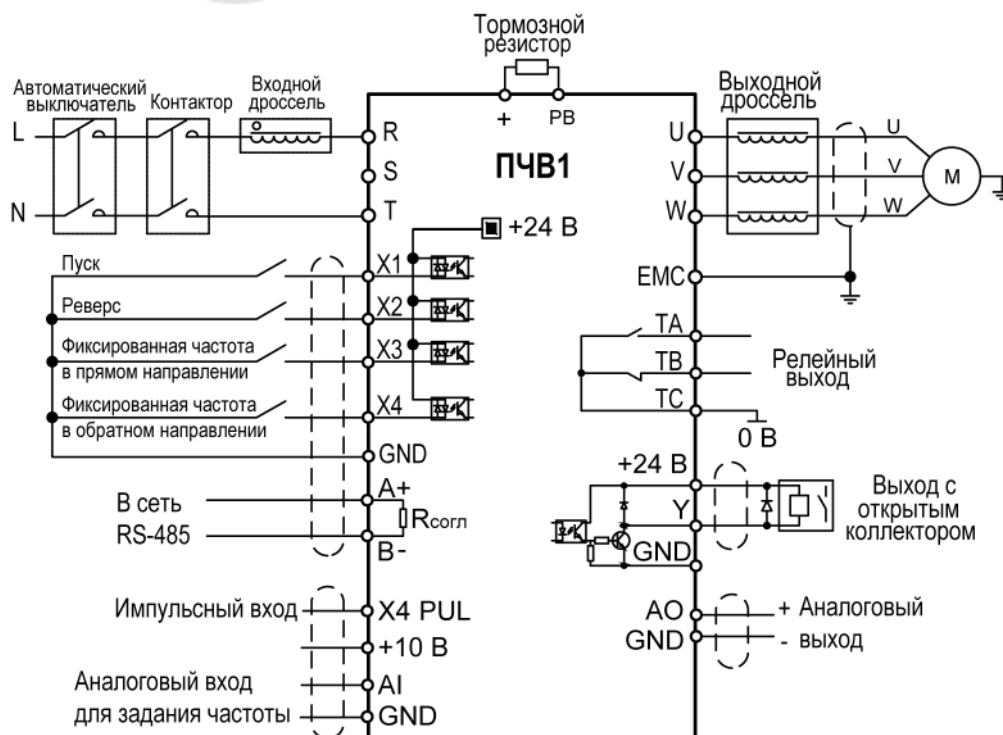 Тормозной
резистор
+
PB
Автоматический
выключатель
Контактор
Входной
дроссель
Выходной
дроссель
L
N
R
S
T
ПЧВ1
+24 В
U
V
W
U
V
W
M
EMC
Пуск
X1
Реверс
X2
Фиксированная частота
в прямом направлении
X3
Фиксированная частота
в обратном направлении
X4
GND
TA
TB
TC
Релейный
выход
0 В
В сеть
RS-485
A+
Rсогл
B-
+24 В
Y
GND
Выход с
открытым
коллектором
Импульсный вход
X4 PUL
+10 В
Аналоговый вход
для задания частоты
AI
GND
AO
GND
+ Аналоговый
- выход